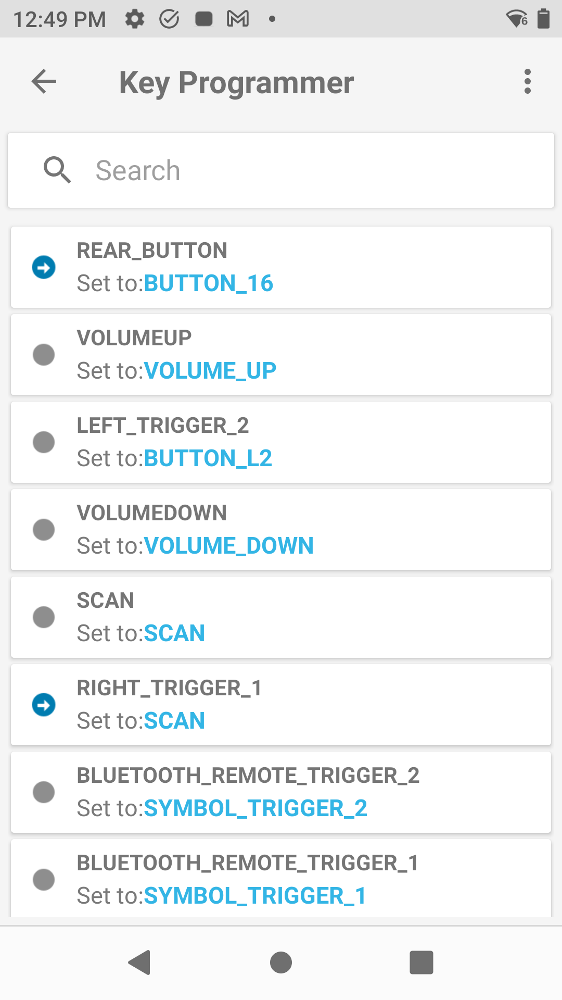 12:49 PM
6
Key Programmer
Search
REAR_BUTTON
Set to:BUTTON_16
VOLUMEUP
Set to:VOLUME_UP
LEFT_TRIGGER_2
Set to:BUTTON_L2
VOLUMEDOWN
Set to:VOLUME_DOWN
SCAN
Set to:SCAN
RIGHT_TRIGGER_1
Set to:SCAN
BLUETOOTH_REMOTE_TRIGGER_2
Set to:SYMBOL_TRIGGER_2
BLUETOOTH_REMOTE_TRIGGER_1
Set to:SYMBOL_TRIGGER_1